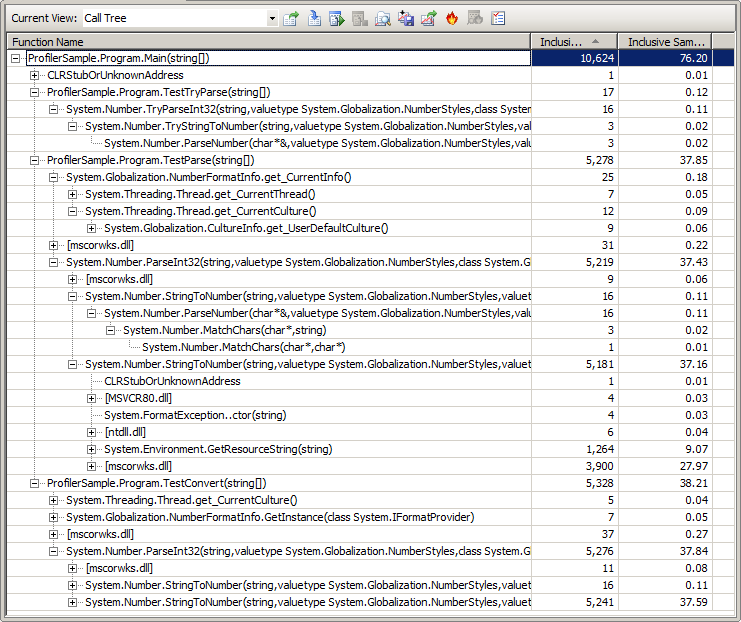 Current View: Call Tree
Function Name Inclusi... Inclusive Sam...
ProfilerSample.Program.Main(string[]) 10,624 76.20
CLRStubOrUnknownAddress 1 0.01
ProfilerSample.Program.TestTryParse(string[]) 17 0.12
System.Number.TryParseInt32(string,valuetype System.Globalization.NumberStyles,class System 16 0.11
System.Number.TryStringToNumber(string,valuetype System.Globalization.NumberStyles,val 3 0.02
System.Number.ParseNumber(char*&,valuetype System.Globalization.NumberStyles,valu 3 0.02
ProfilerSample.Program.TestParse(string[]) 5,278 37.85
System.Globalization.NumberFormatInfo.get_CurrentInfo() 25 0.18
System.Threading.Thread.get_CurrentThread() 7 0.05
System.Threading.Thread.get_CurrentCulture() 12 0.09
System.Globalization.CultureInfo.get_UserDefaultCulture() 9 0.06
[mscorwks.dll] 31 0.22
System.Number.ParseInt32(string,valuetype System.Globalization.NumberStyles,class System.G 5,219 37.43
[mscorwks.dll] 9 0.06
System.Number.StringToNumber(string,valuetype System.Globalization.NumberStyles,valuet 16 0.11
System.Number.ParseNumber(char*&,valuetype System.Globalization.NumberStyles,valu 16 0.11
System.Number.MatchChars(char*,string) 3 0.02
System.Number.MatchChars(char*,char*) 1 0.01
System.Number.StringToNumber(string,valuetype System.Globalization.NumberStyles,valuet 5,181 37.16
CLRStubOrUnknownAddress 1 0.01
[MSVCR80.dll] 4 0.03
System.FormatException..ctor(string) 4 0.03
[ntdll.dll] 6 0.04
System.Environment.GetResourceString(string) 1,264 9.07
[mscorwks.dll] 3,900 27.97
ProfilerSample.Program.TestConvert(string[]) 5,328 38.21
System.Threading.Thread.get_CurrentCulture() 5 0.04
System.Globalization.NumberFormatInfo.GetInstance(class System.IFormatProvider) 7 0.05
[mscorwks.dll] 37 0.27
System.Number.ParseInt32(string,valuetype System.Globalization.NumberStyles,class System.G 5,276 37.84
[mscorwks.dll] 11 0.08
System.Number.StringToNumber(string,valuetype System.Globalization.NumberStyles,valuet 16 0.11
System.Number.StringToNumber(string,valuetype System.Globalization.NumberStyles,valuet 5,241 37.59